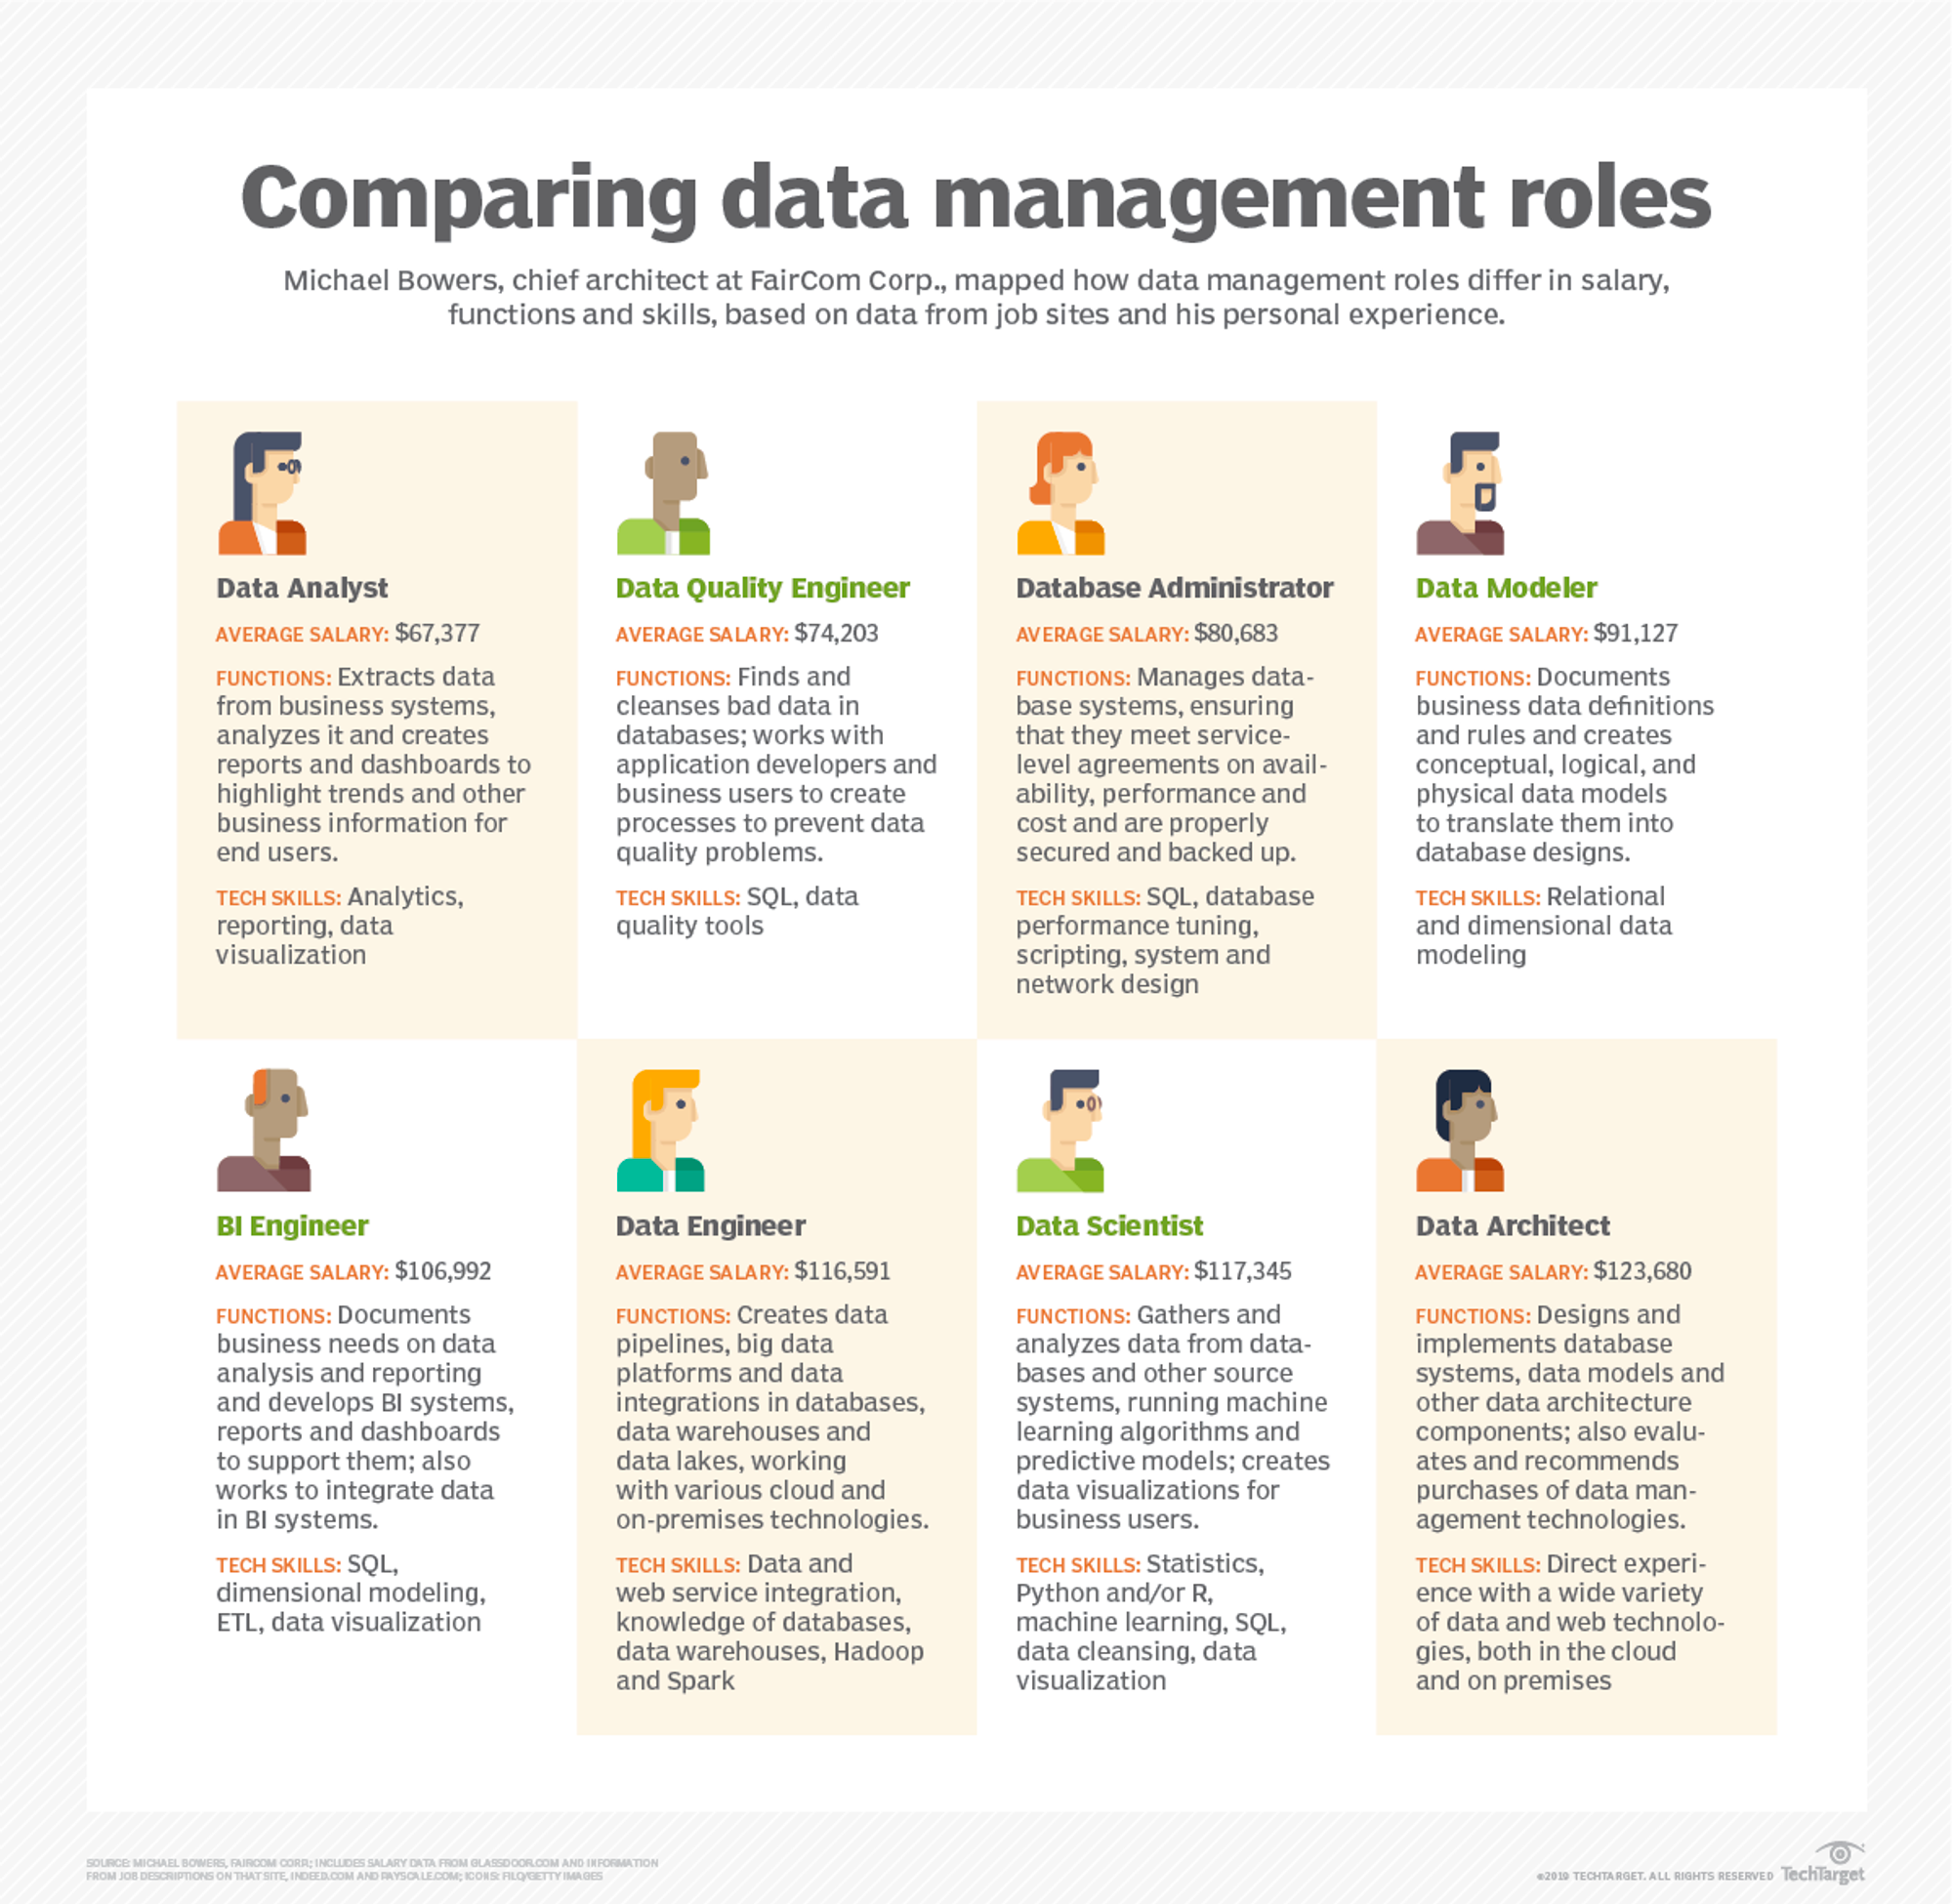 Comparing data management roles
Michael Bowers, chief architect at FairCom Corp., mapped how data management roles differ in salary,
functions and skills, based on data from job sites and his personal experience.
Data Analyst
AVERAGE SALARY: $67,377
FUNCTIONS: Extracts data
from business systems,
analyzes it and creates
reports and dashboards to
highlight trends and other
business information for
end users.
TECH SKILLS: Analytics,
reporting, data
visualization
Data Quality Engineer
AVERAGE SALARY: $74,203
FUNCTIONS: Finds and
cleanses bad data in
databases; works with
application developers and
business users to create
processes to prevent data
quality problems.
TECH SKILLS: SQL, data
quality tools
Database Administrator
AVERAGE SALARY: $80,683
FUNCTIONS: Manages data-
base systems, ensuring
that they meet service-
level agreements on avail-
ability, performance and
cost and are properly
secured and backed up.
TECH SKILLS: SQL, database
performance tuning,
scripting, system and
network design
Data Modeler
AVERAGE SALARY: $91,127
FUNCTIONS: Documents
business data definitions
and rules and creates
conceptual, logical, and
physical data models
to translate them into
database designs.
TECH SKILLS: Relational
and dimensional data
modeling
BI Engineer
AVERAGE SALARY: $106,992
FUNCTIONS: Documents
business needs on data
analysis and reporting
and develops BI systems,
reports and dashboards
to support them; also
works to integrate data
in BI systems.
TECH SKILLS: SQL,
dimensional modeling,
ETL, data visualization
Data Engineer
AVERAGE SALARY: $116,591
FUNCTIONS: Creates data
pipelines, big data
platforms and data
integrations in databases,
data warehouses and
data lakes, working
with various cloud and
on-premises technologies.
TECH SKILLS: Data and
web service integration,
knowledge of databases,
data warehouses, Hadoop
and Spark
Data Scientist
AVERAGE SALARY: $117,345
FUNCTIONS: Gathers and
analyzes data from data-
bases and other source
systems, running machine
learning algorithms and
predictive models; creates
data visualizations for
business users.
TECH SKILLS: Statistics,
Python and/or R,
machine learning, SQL,
data cleansing, data
visualization
Data Architect
AVERAGE SALARY: $123,680
FUNCTIONS: Designs and
implements database
systems, data models and
other data architecture
components; also evalu-
ates and recommends
purchases of data man-
agement technologies.
TECH SKILLS: Direct experi-
ence with a wide variety
of data and web technolo-
gies, both in the cloud
and on premises
SOURCE: MICHAEL BOWERS, FAIRCOM CORP.; INCLUDES SALARY DATA FROM GLASSDOOR.COM AND INFORMATION
FROM JOB DESCRIPTIONS ON THAT SITE, INDEED.COM AND PAYSCALE.COM; ICONS: FILO/GETTY IMAGES
©2019 TECHTARGET. ALL RIGHTS RESERVED TechTarget